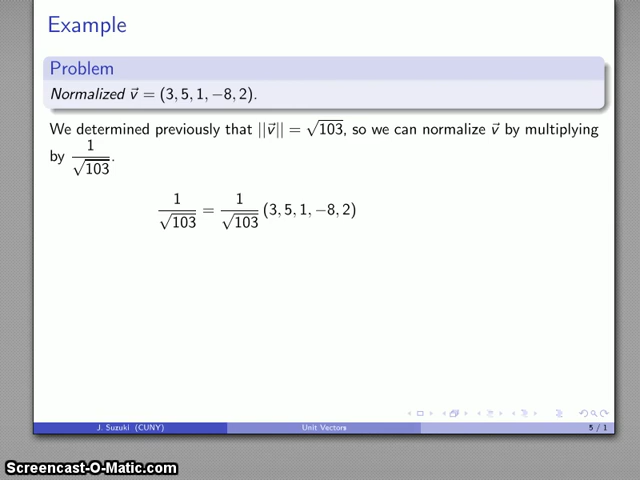 Example
Problem
Normalized v⃗ = (3, 5, 1, −8, 2).
We determined previously that ||v⃗|| = √103, so we can normalize v⃗ by multiplying
by 1/√103.
1/√103 = 1/√103 (3, 5, 1, −8, 2)
J. Suzuki (CUNY) Unit Vectors 5 / 1
Screencast-O-Matic.com